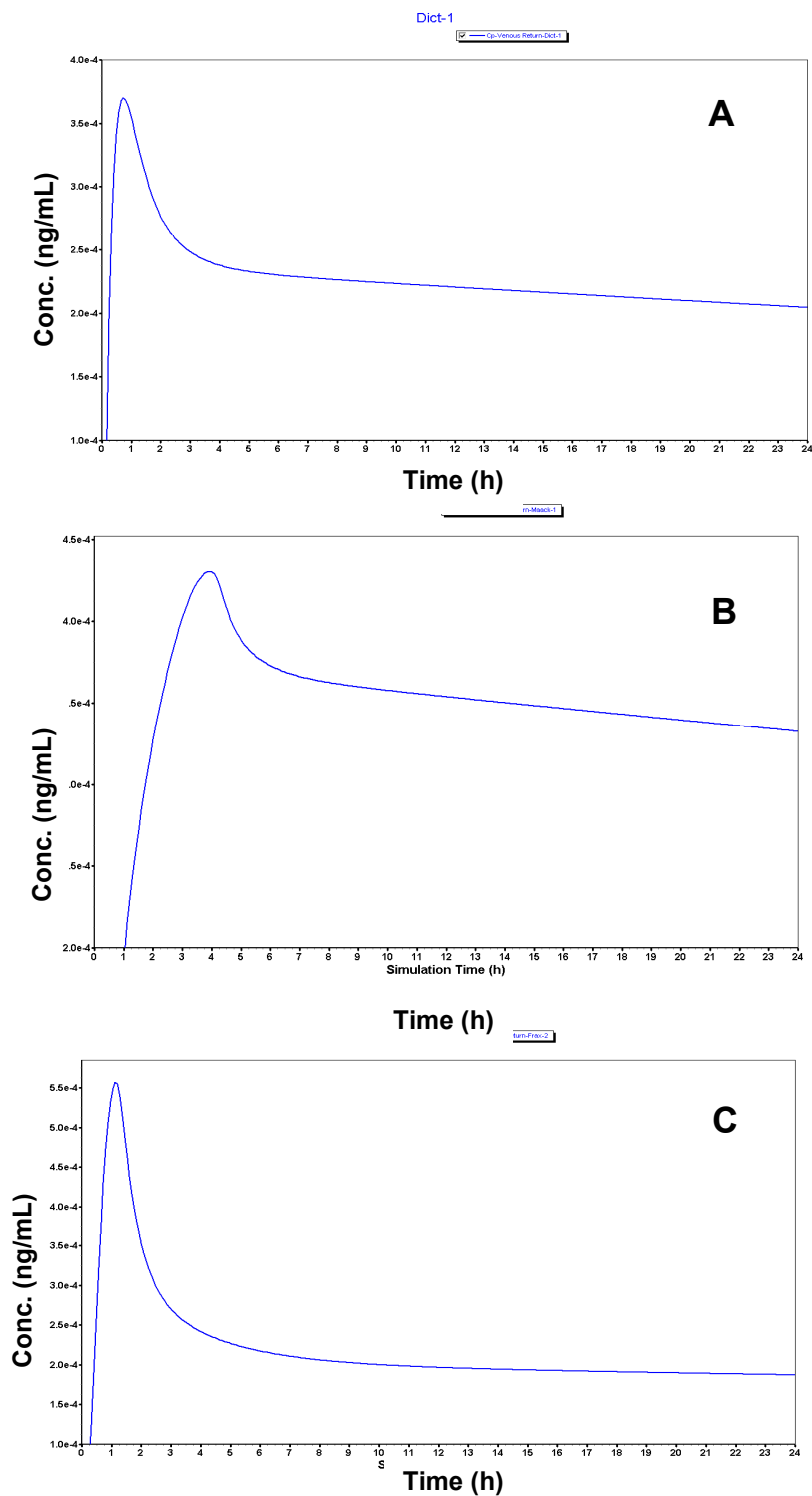 Dict-1
Cp-Venous Return-Dict-1
4.0e-4
3.5e-4
3.0e-4
2.5e-4
2.0e-4
1.5e-4
1.0e-4
A
Conc. (ng/mL)
0 1 2 3 4 5 6 7 8 9 10 11 12 13 14 15 16 17 18 19 20 21 22 23 24
Time (h)
rn-Maack-1
4.5e-4
4.0e-4
.5e-4
.0e-4
.5e-4
2.0e-4
B
Conc. (ng/mL)
0 1 2 3 4 5 6 7 8 9 10 11 12 13 14 15 16 17 18 19 20 21 22 23 24
Simulation Time (h)
Time (h)
turn-Frax-2
5.5e-4
5.0e-4
4.5e-4
4.0e-4
3.5e-4
3.0e-4
2.5e-4
2.0e-4
1.5e-4
1.0e-4
C
Conc. (ng/mL)
0 1 2 3 4 5 6 7 8 9 10 11 12 13 14 15 16 17 18 19 20 21 22 23 24
S
Time (h)